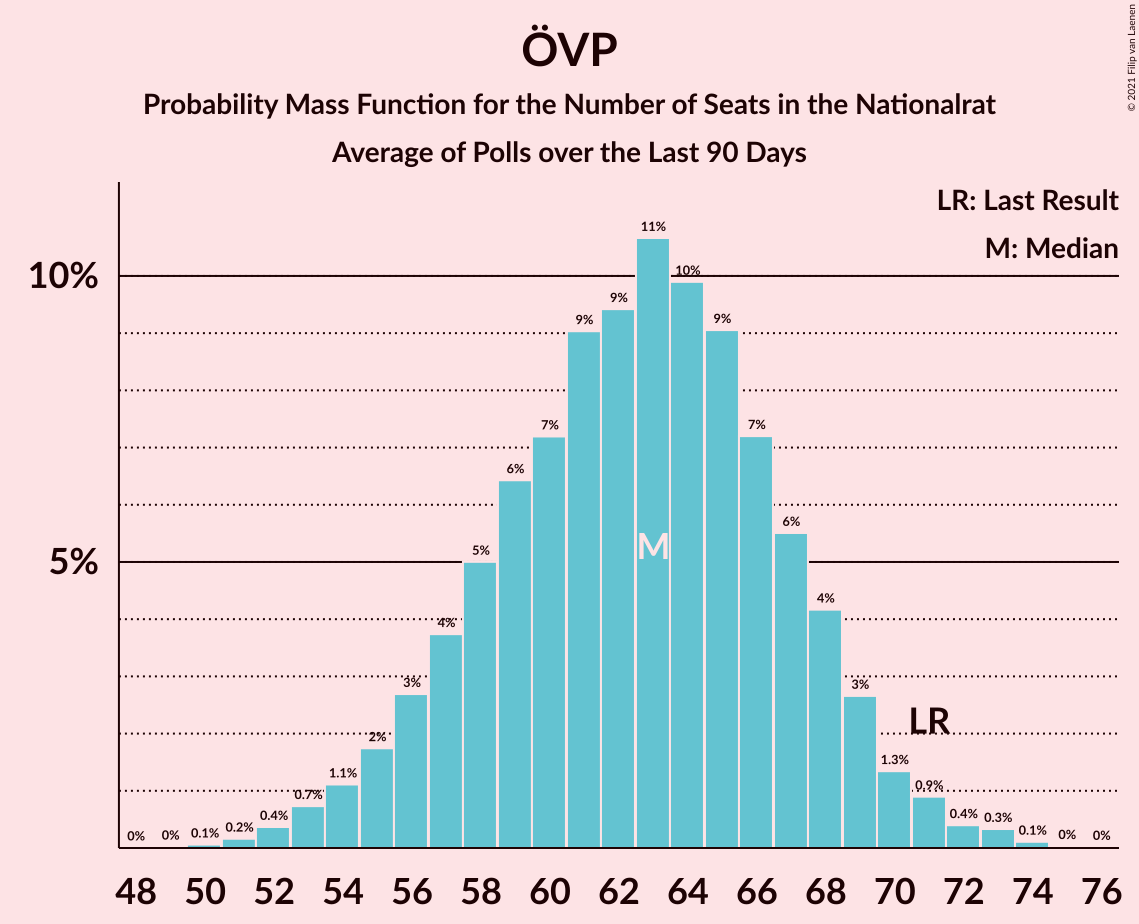 ÖVP
Probability Mass Function for the Number of Seats in the Nationalrat
Average of Polls over the Last 90 Days
© 2021 Filip van Laenen
LR: Last Result
M: Median
10%
5%
0% 0% 0.1% 0.2% 0.4% 0.7% 1.1% 2% 3% 4% 5% 6% 7% 9% 9% 11% 10% 9% 7% 6% 4% 3% 1.3% 0.9% 0.4% 0.3% 0.1% 0% 0%
M
LR
48 50 52 54 56 58 60 62 64 66 68 70 72 74 76